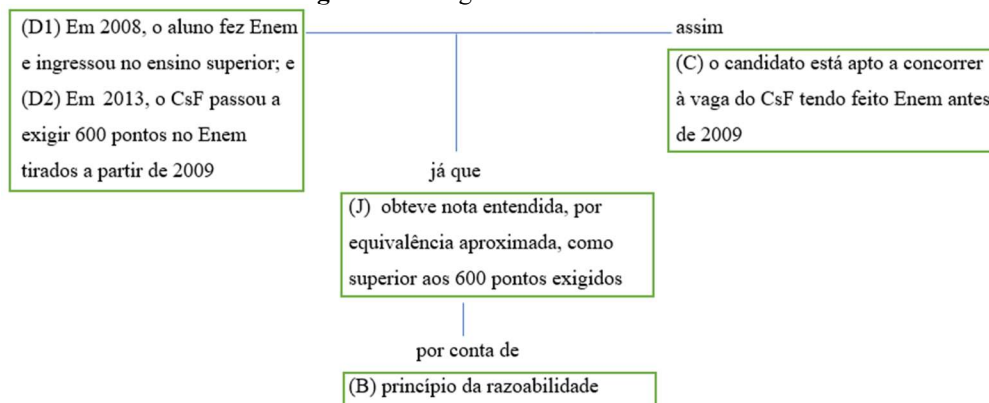 (D1) Em 2008, o aluno fez Enem
e ingressou no ensino superior; e
(D2) Em 2013, o CsF passou a
exigir 600 pontos no Enem
tirados a partir de 2009
assim
(C) o candidato está apto a concorrer
à vaga do CsF tendo feito Enem antes
de 2009
já que
(J) obteve nota entendida, por
equivalência aproximada, como
superior aos 600 pontos exigidos
por conta de
(B) princípio da razoabilidade